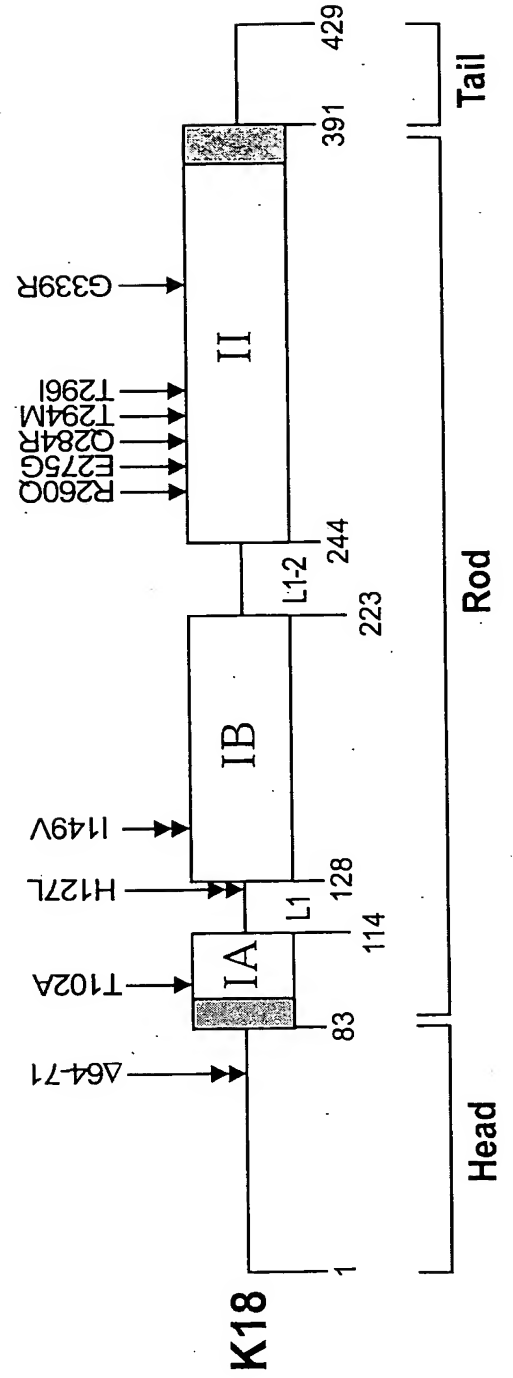 K18
Δ64-71
T102A
H127L
I149V
R260Q
E275G
Q284R
T294M
T296I
G339R
IA
IB
II
L1
L1-2
1
83
114
128
223
244
391
429
Head
Rod
Tail